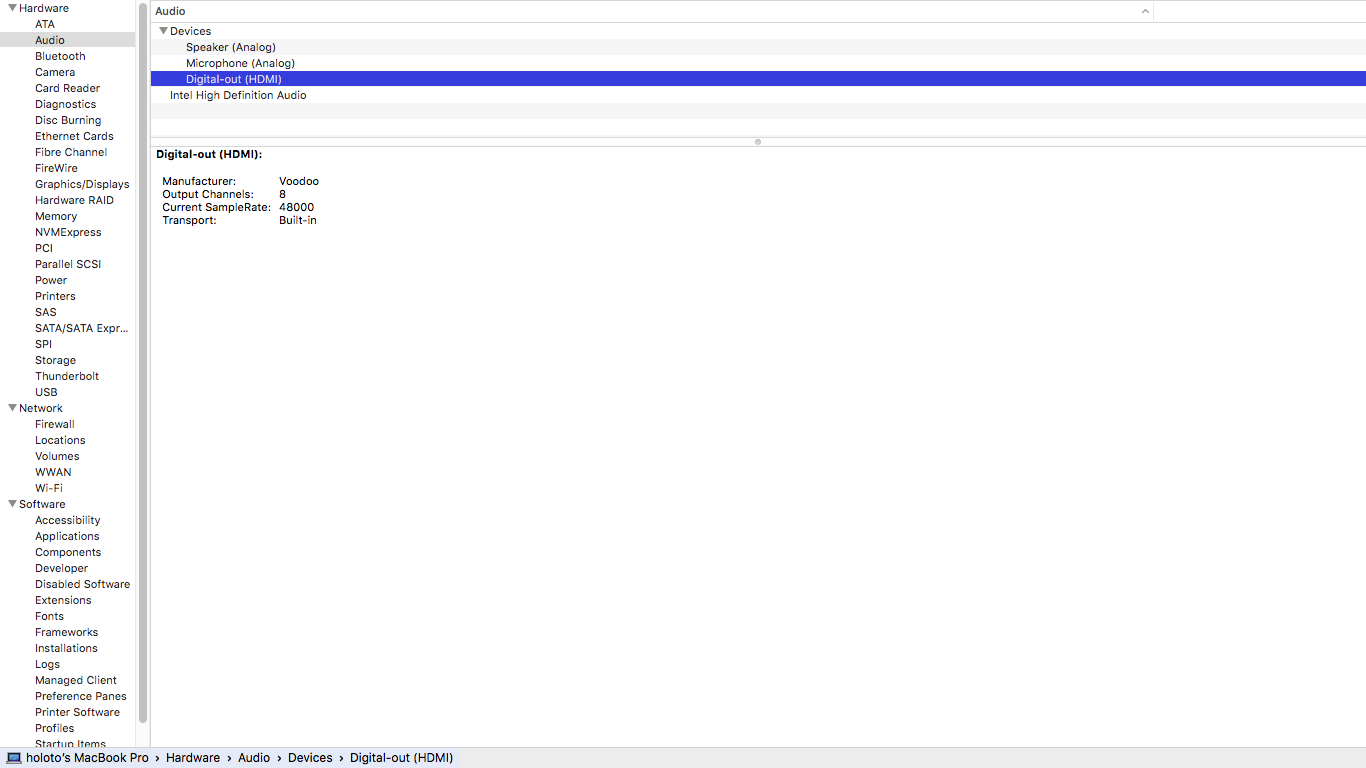 Hardware
ATA
Audio
Bluetooth
Camera
Card Reader
Diagnostics
Disc Burning
Ethernet Cards
Fibre Channel
FireWire
Graphics/Displays
Hardware RAID
Memory
NVMExpress
PCI
Parallel SCSI
Power
Printers
SAS
SATA/SATA Expr...
SPI
Storage
Thunderbolt
USB
Network
Firewall
Locations
Volumes
WWAN
Wi-Fi
Software
Accessibility
Applications
Components
Developer
Disabled Software
Extensions
Fonts
Frameworks
Installations
Logs
Managed Client
Preference Panes
Printer Software
Profiles
Startup Items
Audio
Devices
Speaker (Analog)
Microphone (Analog)
Digital-out (HDMI)
Intel High Definition Audio
Digital-out (HDMI):
Manufacturer: Voodoo
Output Channels: 8
Current SampleRate: 48000
Transport: Built-in
holoto's MacBook Pro › Hardware › Audio › Devices › Digital-out (HDMI)